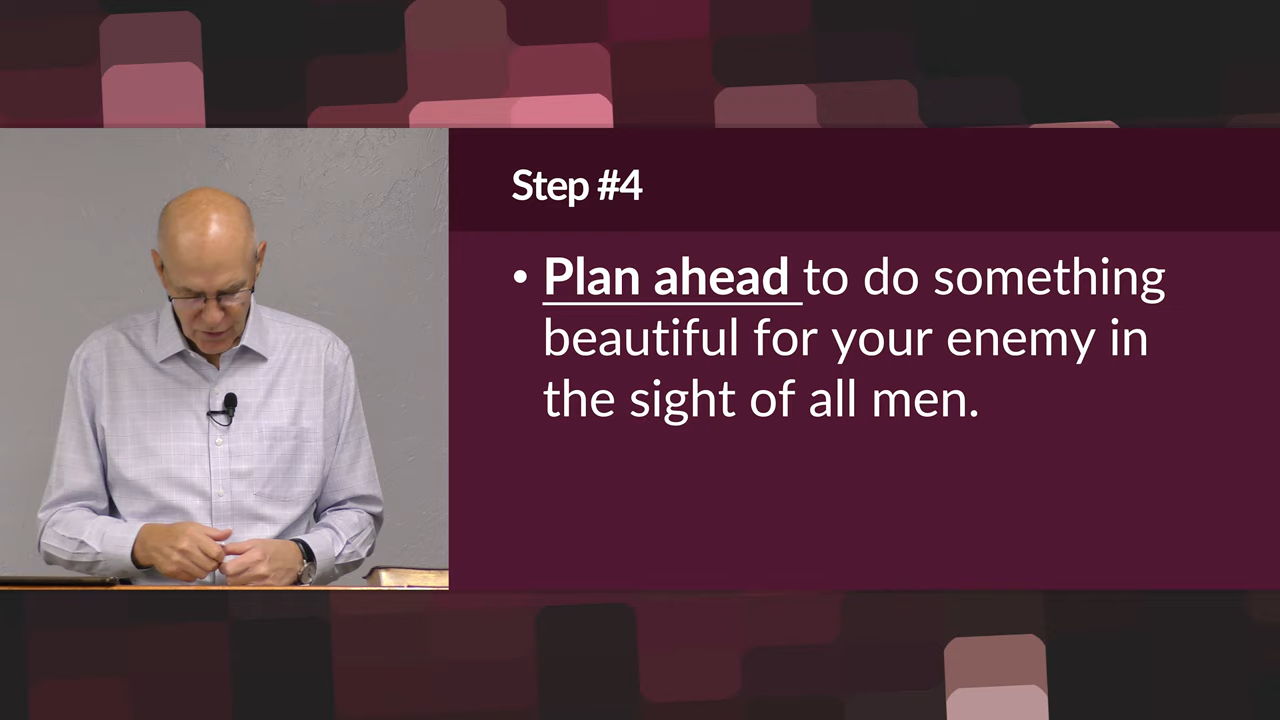 Step #4
• Plan ahead to do something
beautiful for your enemy in
the sight of all men.